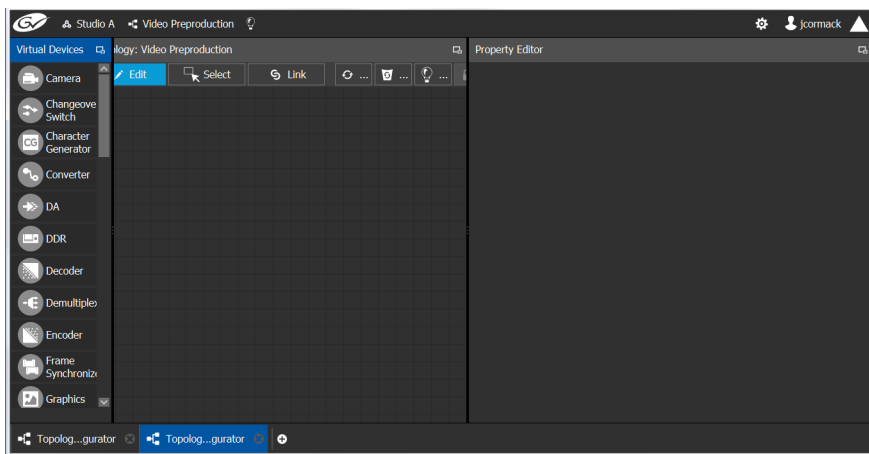 GV Studio A Video Preproduction jcormack
Virtual Devices ology: Video Preproduction Property Editor
Edit Select Link ... ... ...
Camera
Changeove
Switch
CG Character
Generator
Converter
DA
DDR
Decoder
Demultiplex
Encoder
Frame
Synchroniz
Graphics
Topolog...gurator Topolog...gurator